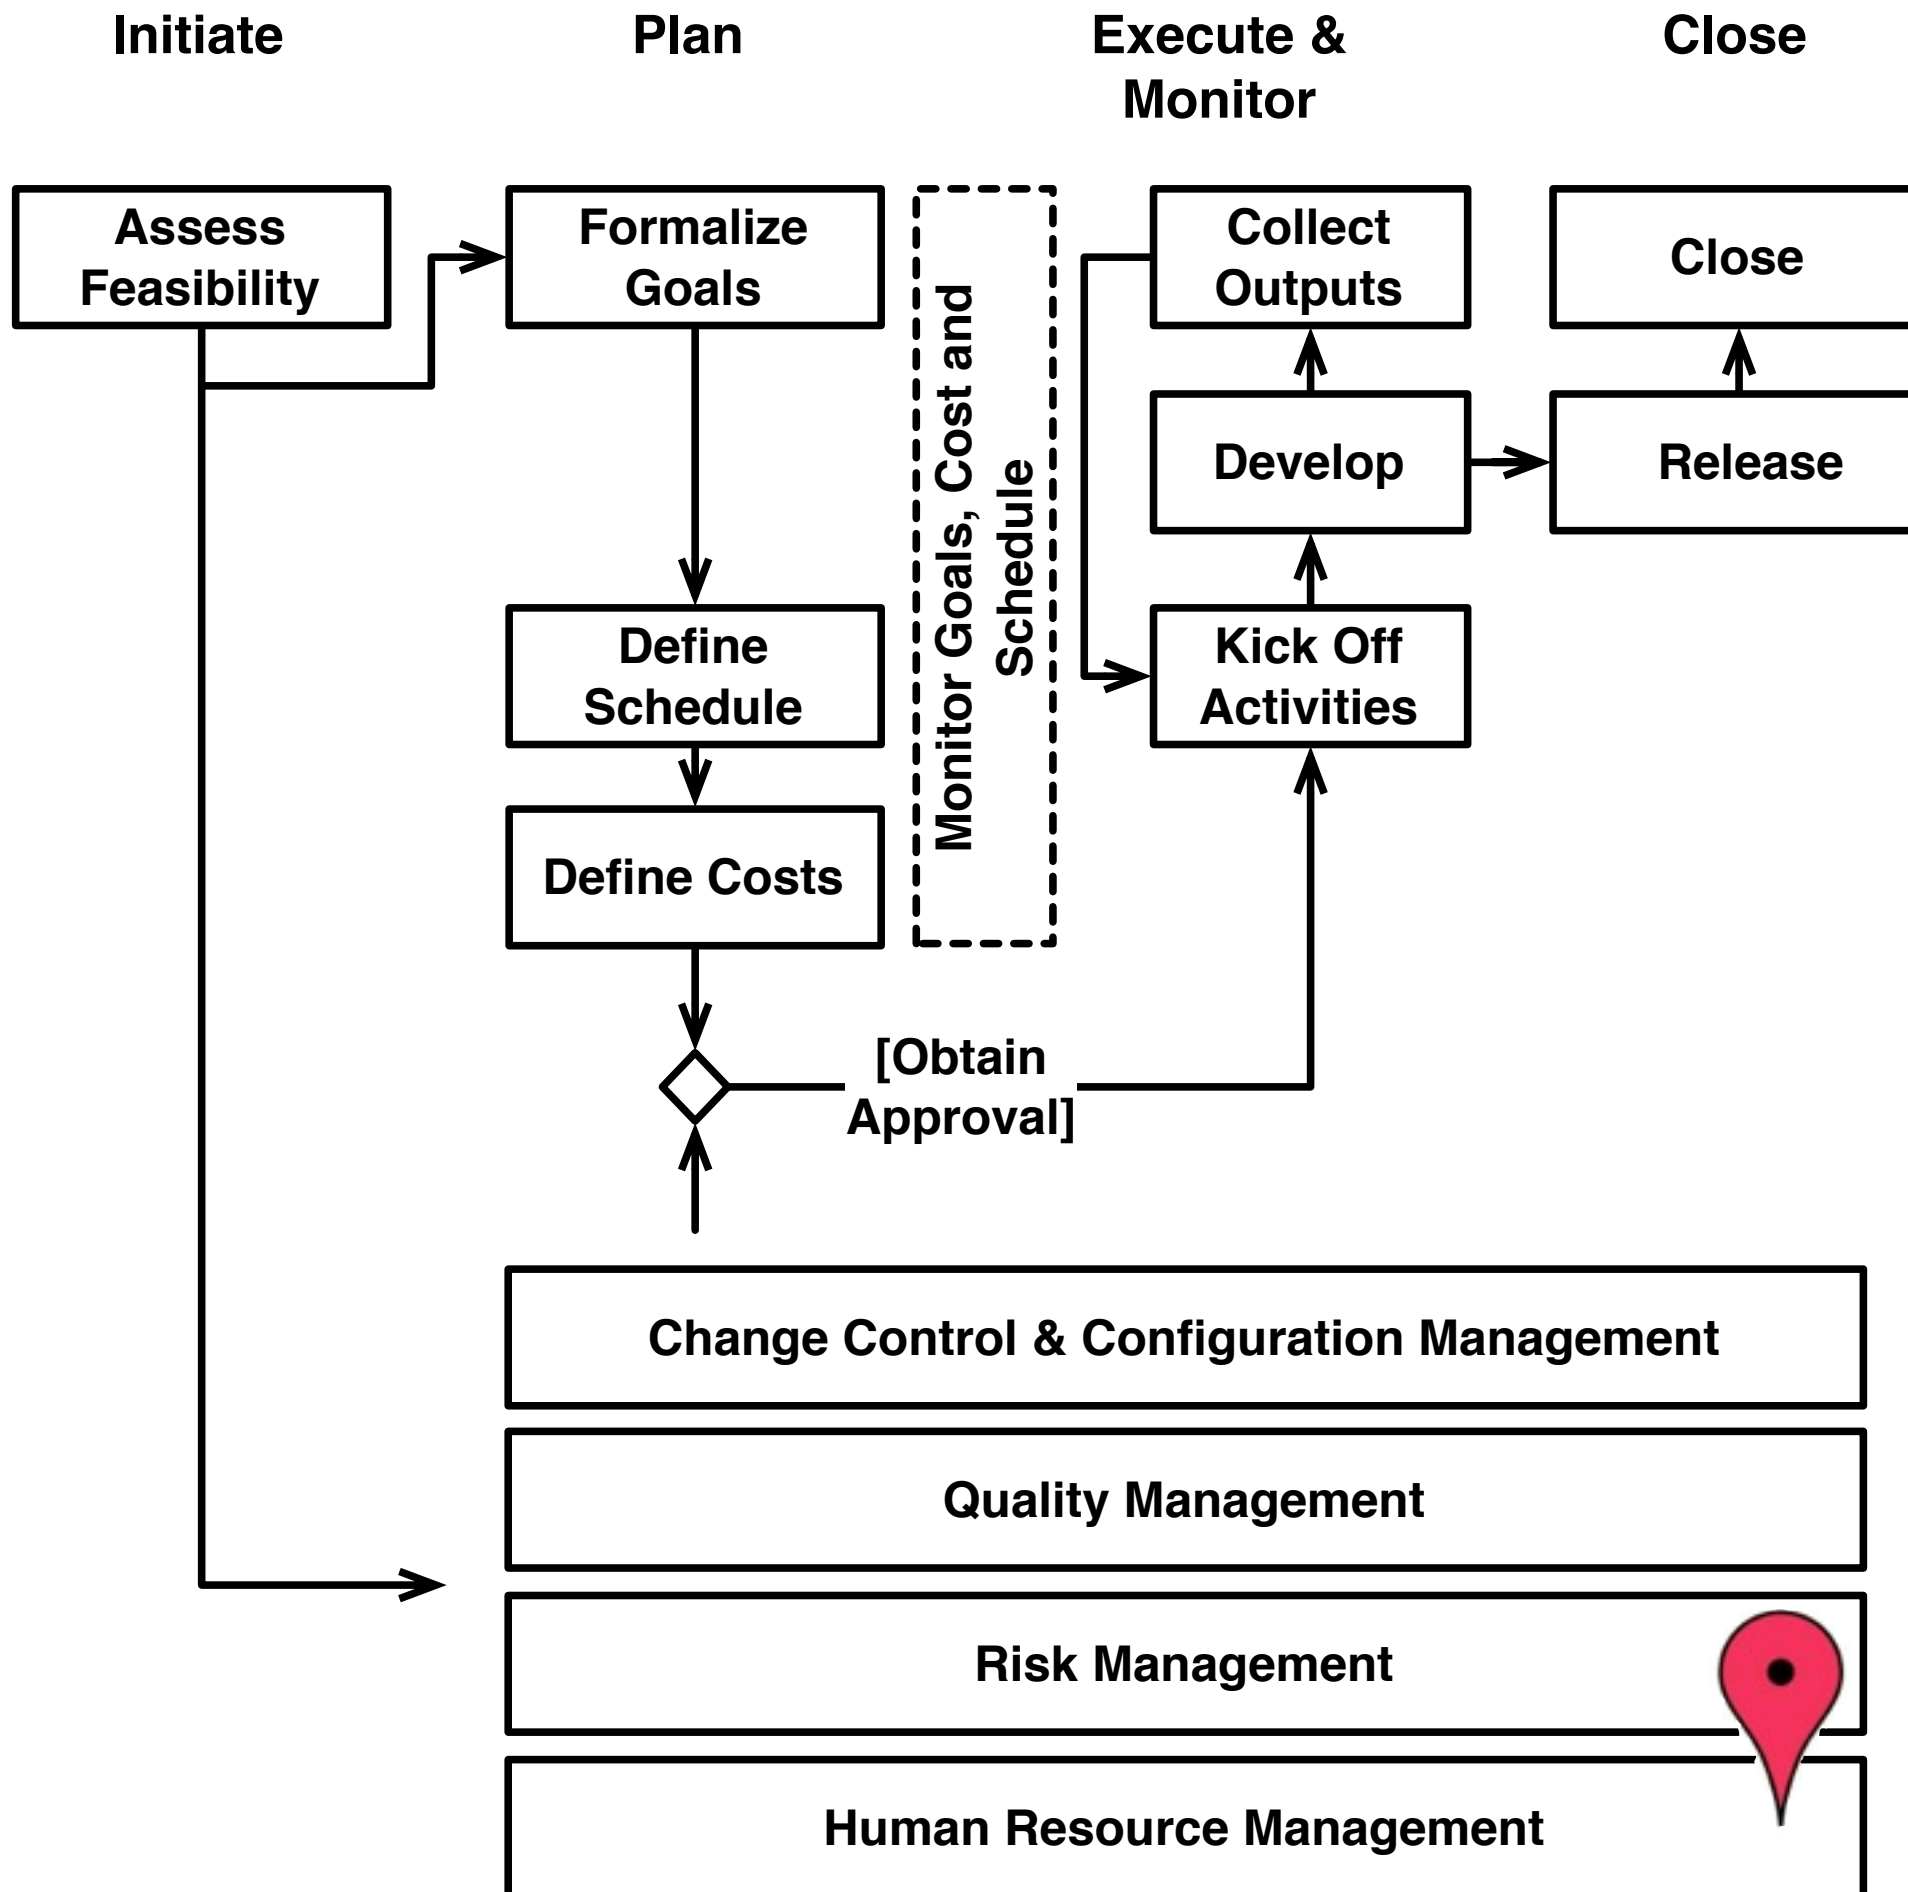 Initiate
Plan
Execute &
Monitor
Close
Assess
Feasibility
Formalize
Goals
Monitor Goals, Cost and
Schedule
Collect
Outputs
Close
Develop
Release
Define
Schedule
Kick Off
Activities
Define Costs
[Obtain
Approval]
Change Control & Configuration Management
Quality Management
Risk Management
Human Resource Management